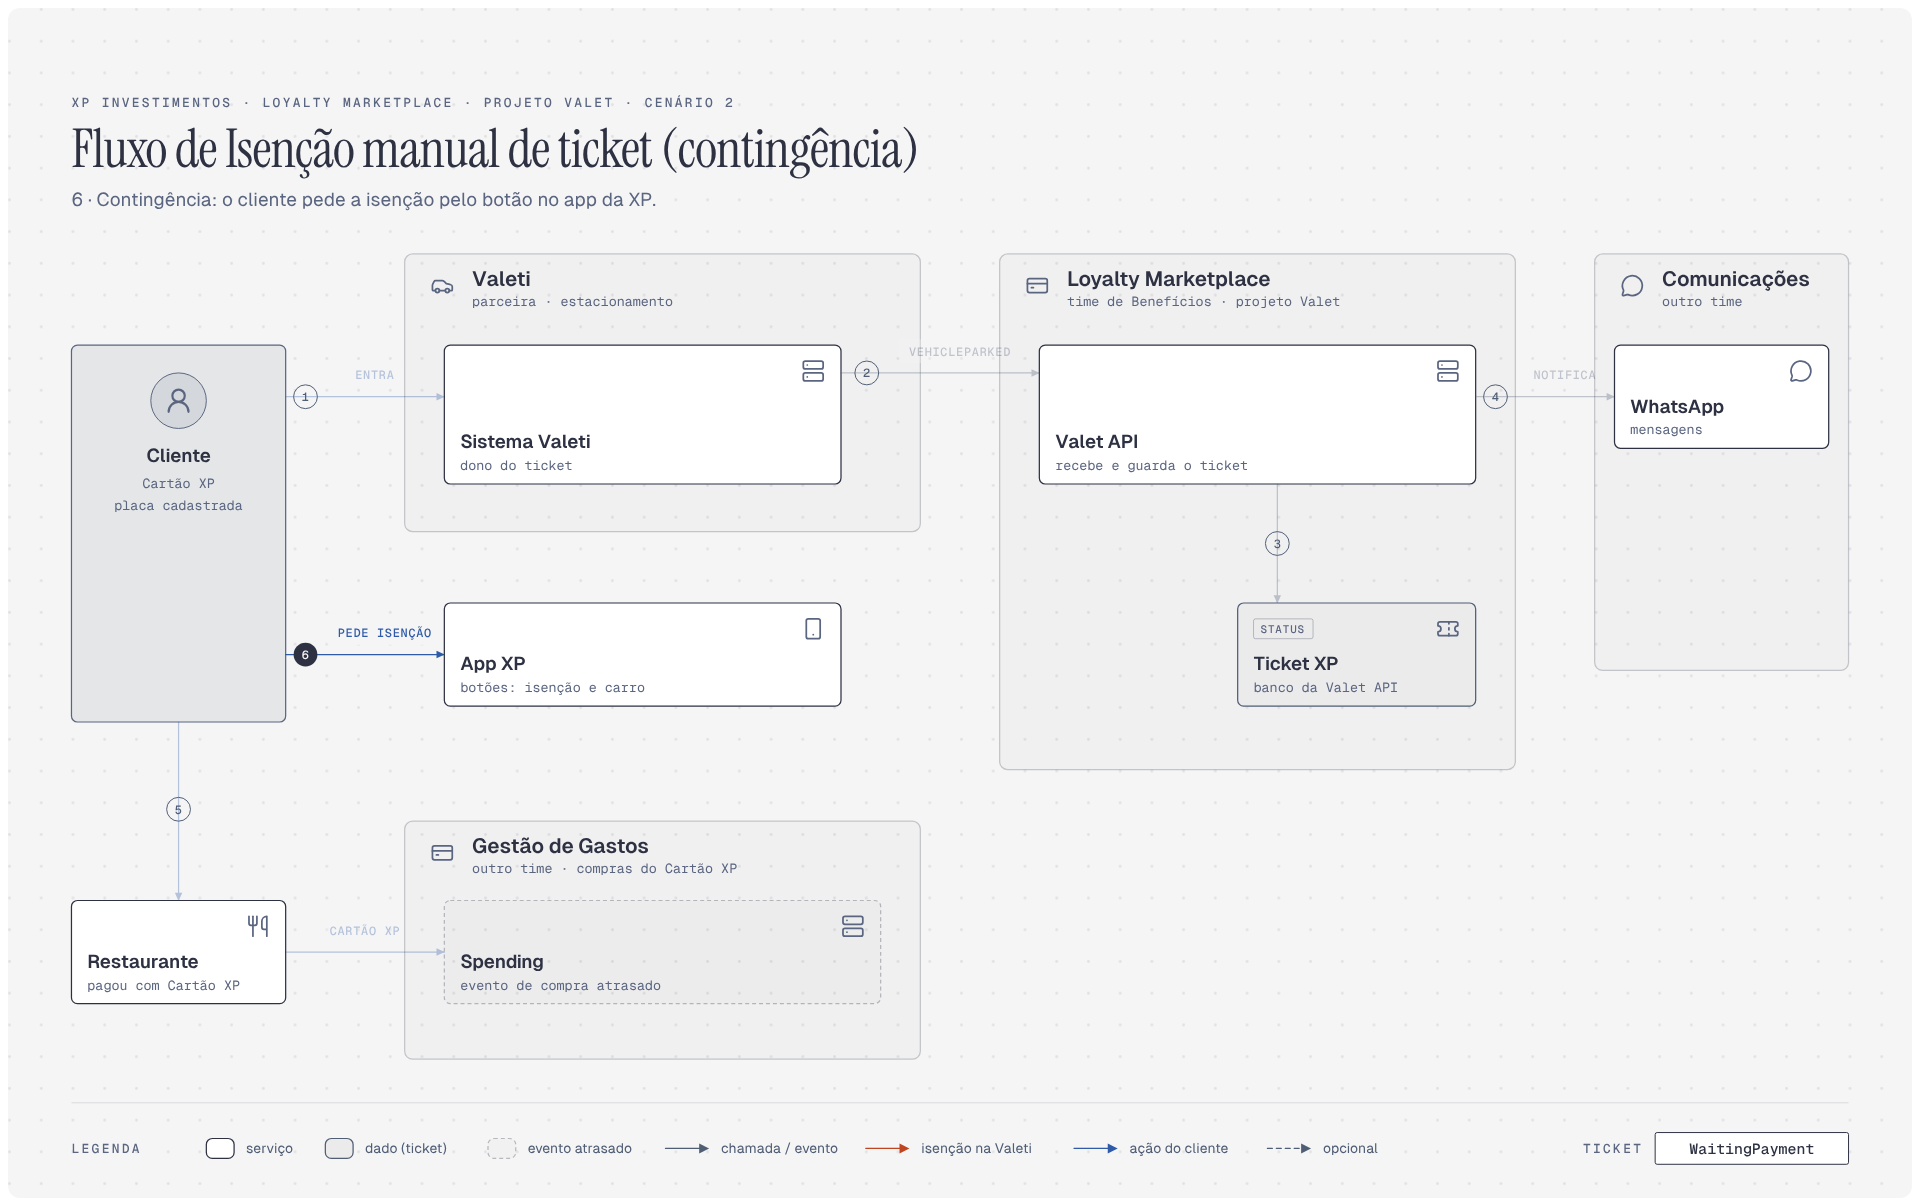 XP INVESTIMENTOS · LOYALTY MARKETPLACE · PROJETO VALET · CENÁRIO 2
Fluxo de Isenção manual de ticket (contingência)
6 · Contingência: o cliente pede a isenção pelo botão no app da XP.
Valeti
parceira · estacionamento
Loyalty Marketplace
time de Benefícios · projeto Valet
Comunicações
outro time
Cliente
Cartão XP
placa cadastrada
1
ENTRA
Sistema Valeti
dono do ticket
2
VEHICLEPARKED
Valet API
recebe e guarda o ticket
4
NOTIFICA
WhatsApp
mensagens
3
6
PEDE ISENÇÃO
App XP
botões: isenção e carro
STATUS
Ticket XP
banco da Valet API
5
Gestão de Gastos
outro time · compras do Cartão XP
Restaurante
pagou com Cartão XP
CARTÃO XP
Spending
evento de compra atrasado
LEGENDA
serviço
dado (ticket)
evento atrasado
chamada / evento
isenção na Valeti
ação do cliente
opcional
TICKET
WaitingPayment